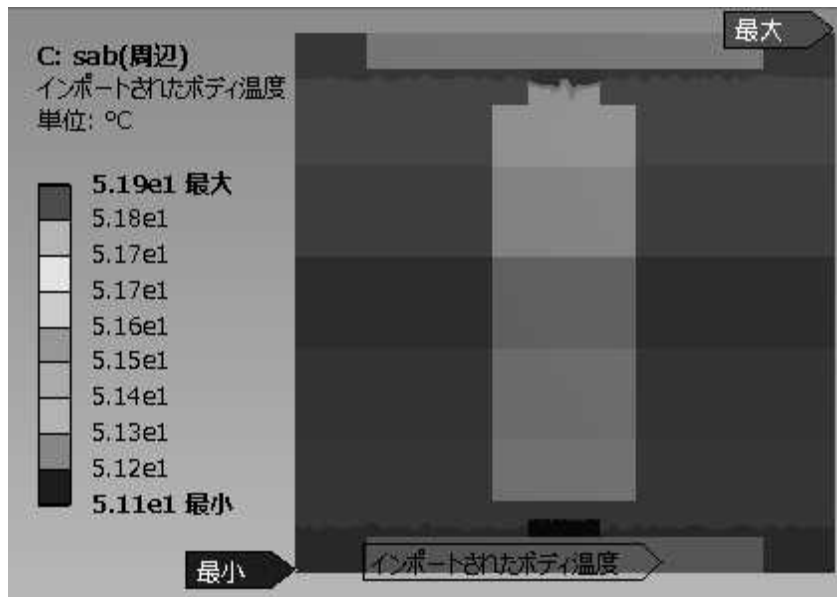 最大
C: sab(周辺)
インポートされたボディ温度
単位: °C
5.19e1 最大
5.18e1
5.17e1
5.17e1
5.16e1
5.15e1
5.14e1
5.13e1
5.12e1
5.11e1 最小
最小
インポートされたボディ温度